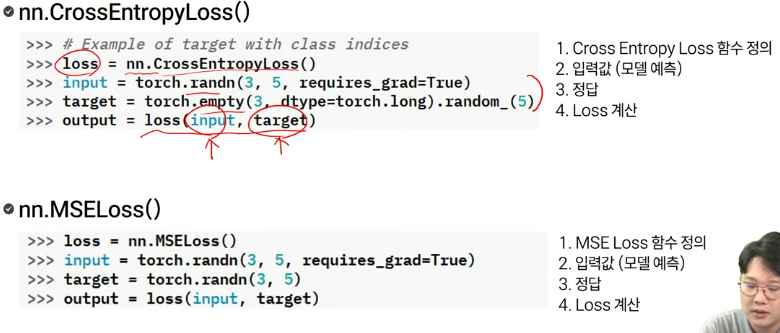 nn.CrossEntropyLoss()
>>> # Example of target with class indices
>>> loss = nn.CrossEntropyLoss()
>>> input = torch.randn(3, 5, requires_grad=True)
>>> target = torch.empty(3, dtype=torch.long).random_(5)
>>> output = loss(input, target)
1. Cross Entropy Loss 함수 정의
2. 입력값 (모델 예측)
3. 정답
4. Loss 계산
nn.MSELoss()
>>> loss = nn.MSELoss()
>>> input = torch.randn(3, 5, requires_grad=True)
>>> target = torch.randn(3, 5)
>>> output = loss(input, target)
1. MSE Loss 함수 정의
2. 입력값 (모델 예측)
3. 정답
4. Loss 계산